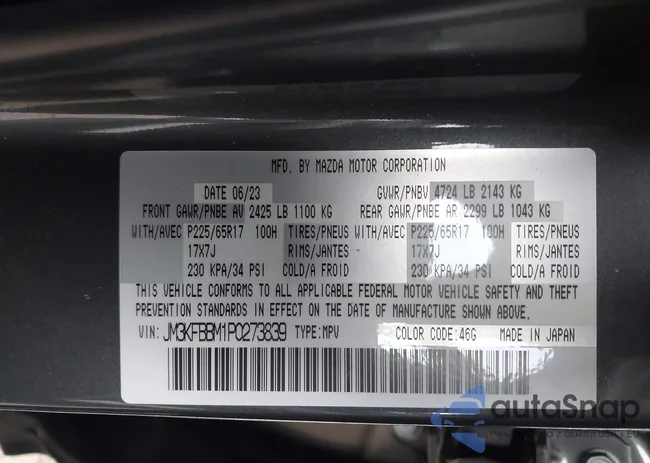 MFD. BY MAZDA MOTOR CORPORATION
DATE 06/23 GVWR/PNBV 4724 LB 2143 KG
FRONT GAWR/PNBE AV 2425 LB 1100 KG REAR GAWR/PNBE AR 2299 LB 1043 KG
WITH/AVEC P225/65R17 100H TIRES/PNEUS WITH/AVEC P225/65R17 100H TIRES/PNEUS
17X7J RIMS/JANTES 17X7J RIMS/JANTES
230 KPA/34 PSI COLD/A FROID 230 KPA/34 PSI COLD/A FROID
THIS VEHICLE CONFORMS TO ALL APPLICABLE FEDERAL MOTOR VEHICLE SAFETY AND THEFT
PREVENTION STANDARDS IN EFFECT ON THE DATE OF MANUFACTURE SHOWN ABOVE.
VIN: JM3KFBBM1P0273839 TYPE:MPV COLOR CODE:46G MADE IN JAPAN
autoSnap